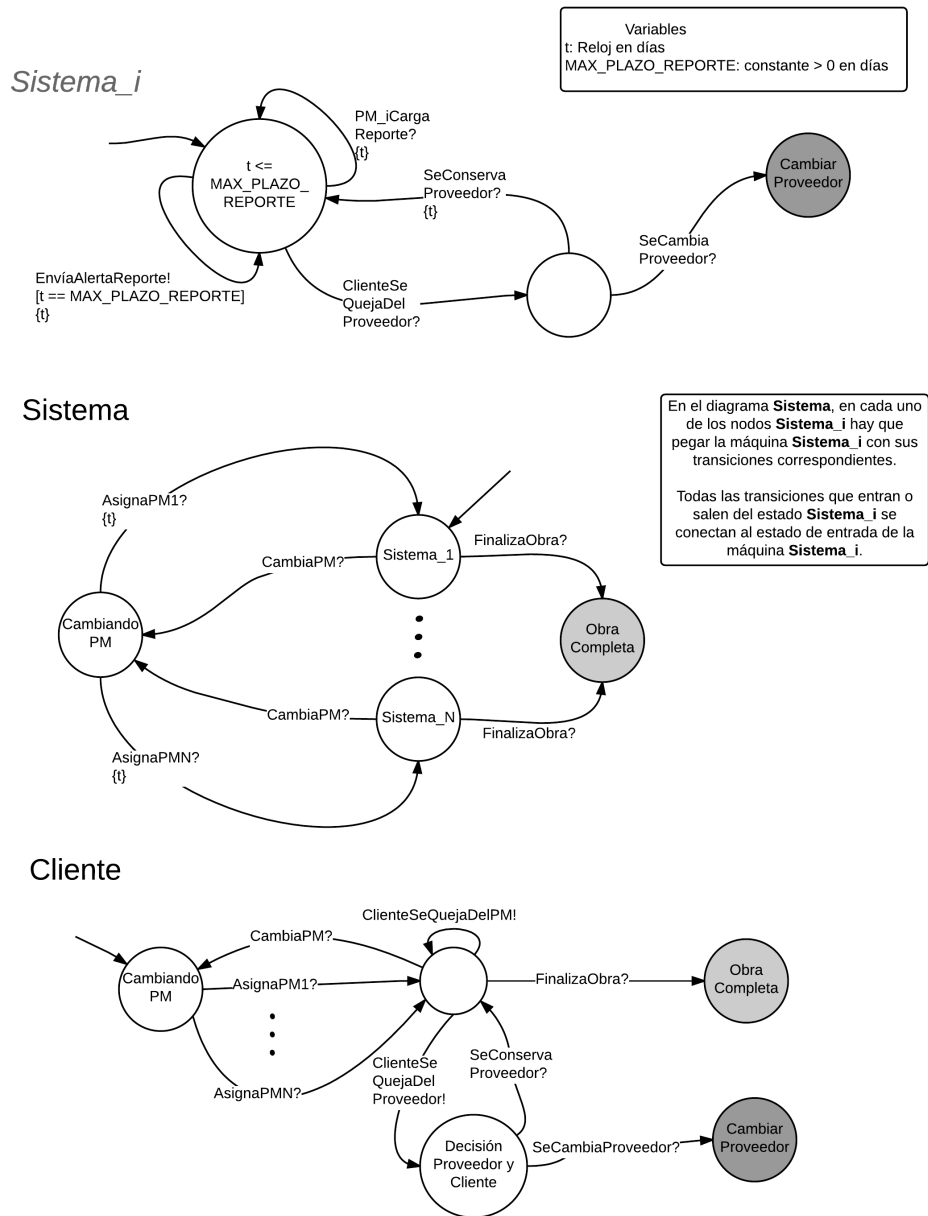 Variables
t: Reloj en días
MAX_PLAZO_REPORTE: constante > 0 en días
Sistema_i
PM_iCarga
Reporte?
{t}
t <=
MAX_PLAZO_
REPORTE
Cambiar
Proveedor
SeConserva
Proveedor?
{t}
SeCambia
Proveedor?
EnvíaAlertaReporte!
[t == MAX_PLAZO_REPORTE]
{t}
ClienteSe
QuejaDel
Proveedor?
Sistema
En el diagrama Sistema, en cada uno
de los nodos Sistema_i hay que
pegar la máquina Sistema_i con sus
transiciones correspondientes.
Todas las transiciones que entran o
salen del estado Sistema_i se
conectan al estado de entrada de la
máquina Sistema_i.
AsignaPM1?
{t}
FinalizaObra?
CambiaPM?
Sistema_1
Cambiando
PM
Obra
Completa
CambiaPM?
Sistema_N
FinalizaObra?
AsignaPMN?
{t}
Cliente
ClienteSeQuejaDelPM!
CambiaPM?
Cambiando
PM
AsignaPM1?
FinalizaObra?
Obra
Completa
AsignaPMN?
ClienteSe
QuejaDel
Proveedor!
SeConserva
Proveedor?
Decisión
Proveedor y
Cliente
SeCambiaProveedor?
Cambiar
Proveedor